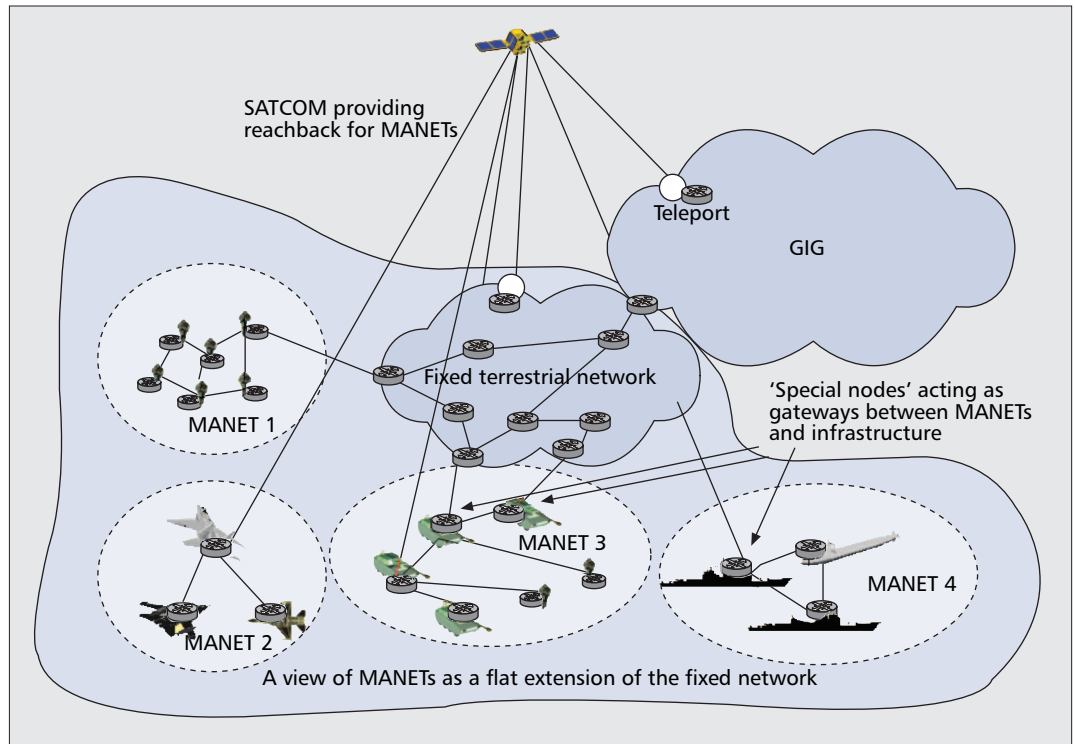 SATCOM providing
reachback for MANETs
Teleport
GIG
Fixed terrestrial network
'Special nodes' acting as
gateways between MANETs
and infrastructure
MANET 1
MANET 2
MANET 3
MANET 4
A view of MANETs as a flat extension of the fixed network